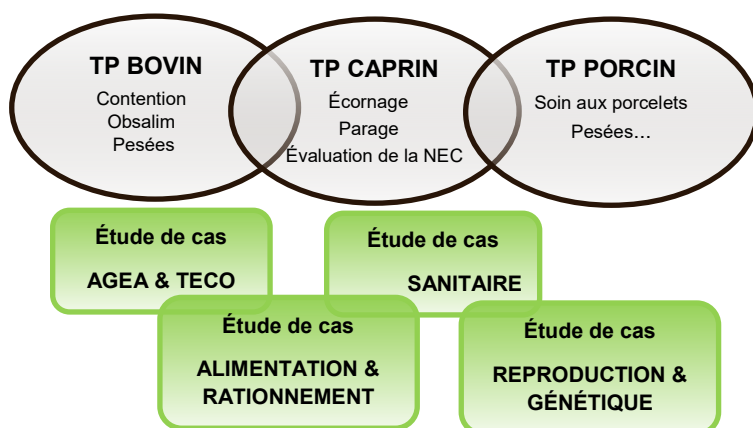 TP BOVIN
Contention
Obsalim
Pesées
TP CAPRIN
Écornage
Parage
Évaluation de la NEC
TP PORCIN
Soin aux porcelets
Pesées…
Étude de cas
AGEA & TECO
Étude de cas
SANITAIRE
Étude de cas
ALIMENTATION &
RATIONNEMENT
Étude de cas
REPRODUCTION &
GÉNÉTIQUE